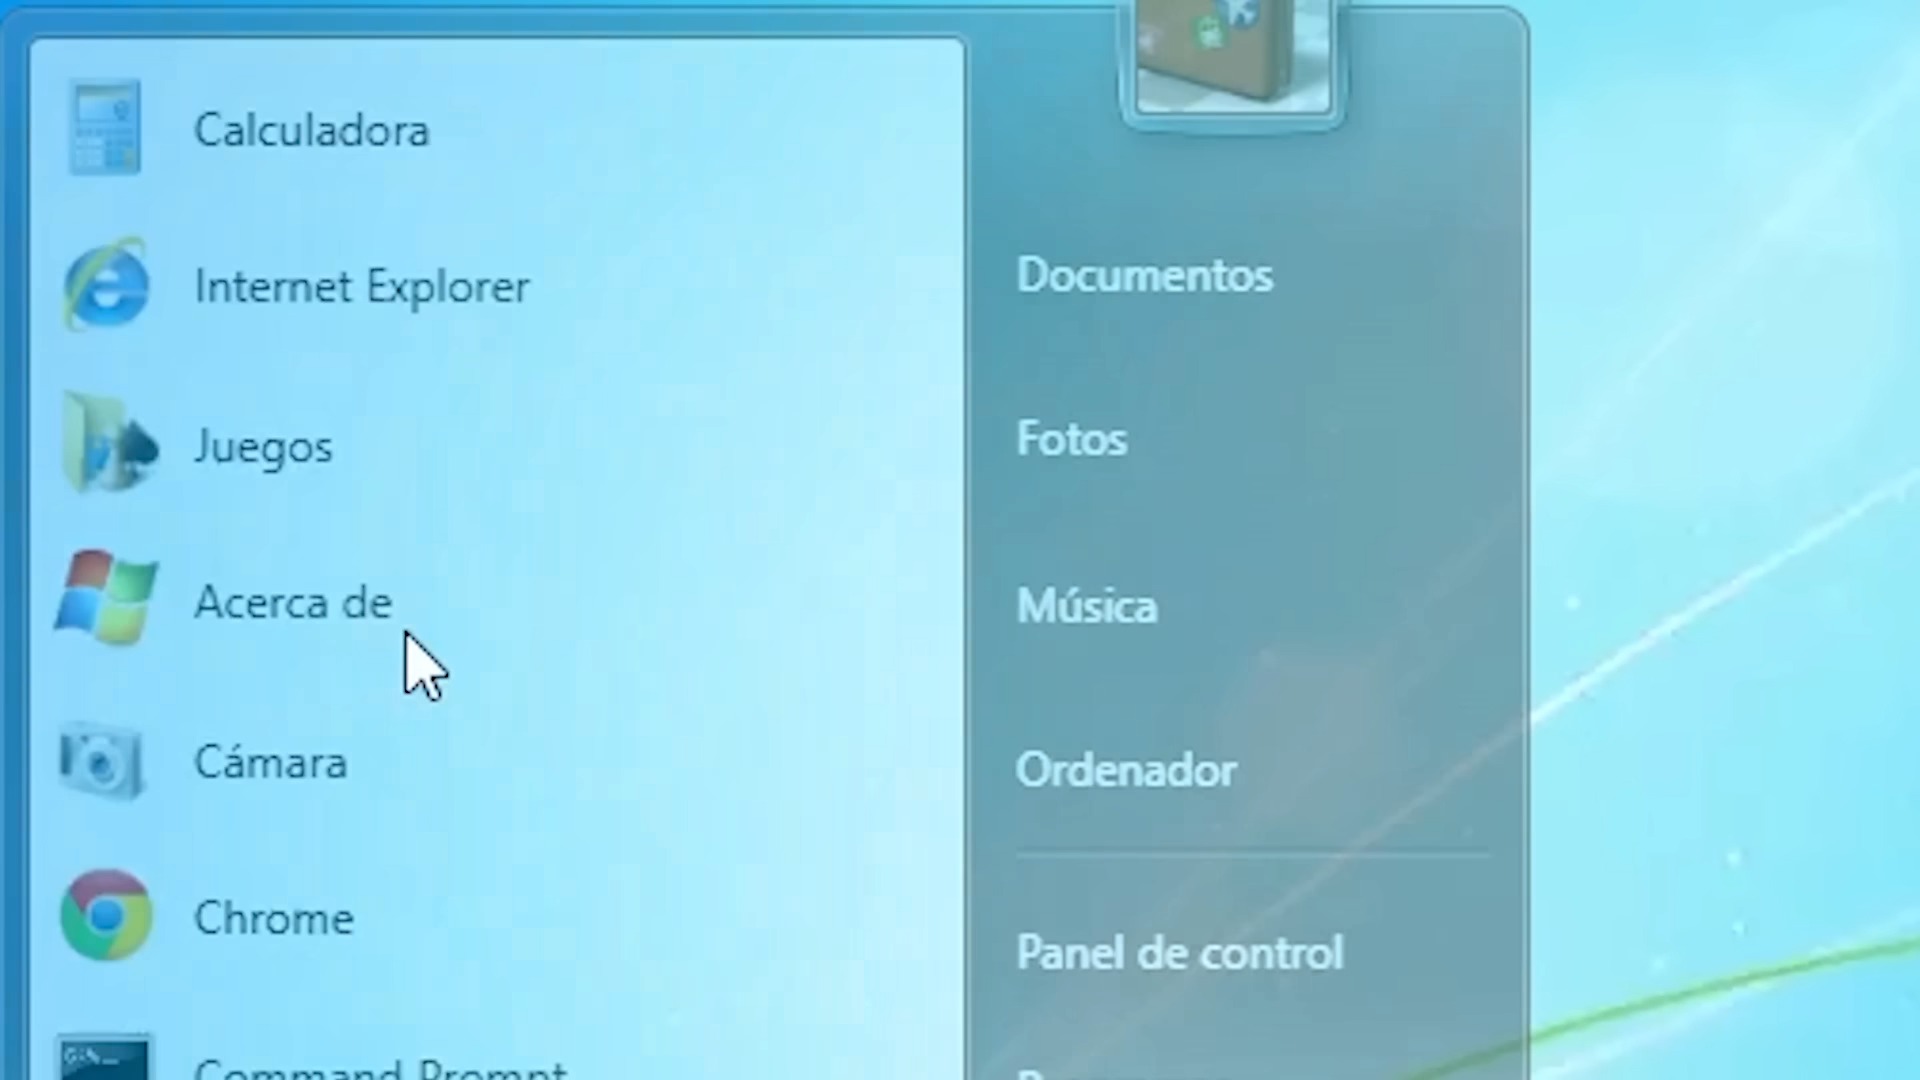 Calculadora
Internet Explorer
Juegos
Acerca de
Cámara
Chrome
Command Prompt
Documentos
Fotos
Música
Ordenador
Panel de control